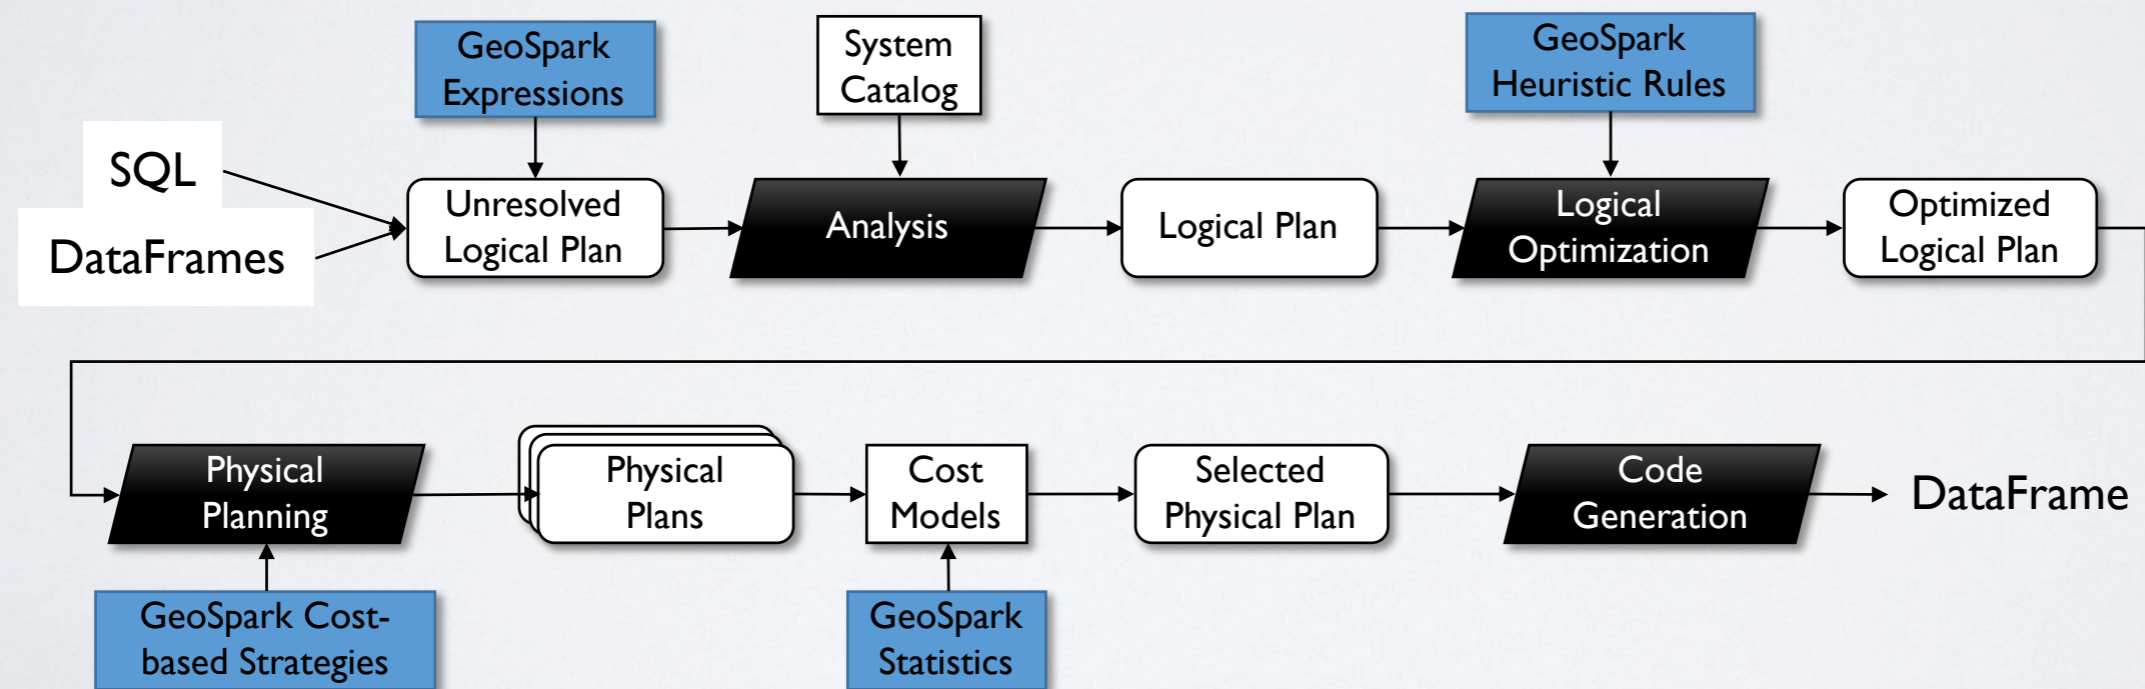 GeoSpark
Expressions
System
Catalog
GeoSpark
Heuristic Rules
SQL
DataFrames
Unresolved
Logical Plan
Analysis
Logical Plan
Logical
Optimization
Optimized
Logical Plan
Physical
Planning
Physical
Plans
Cost
Models
Selected
Physical Plan
Code
Generation
DataFrame
GeoSpark Cost-
based Strategies
GeoSpark
Statistics